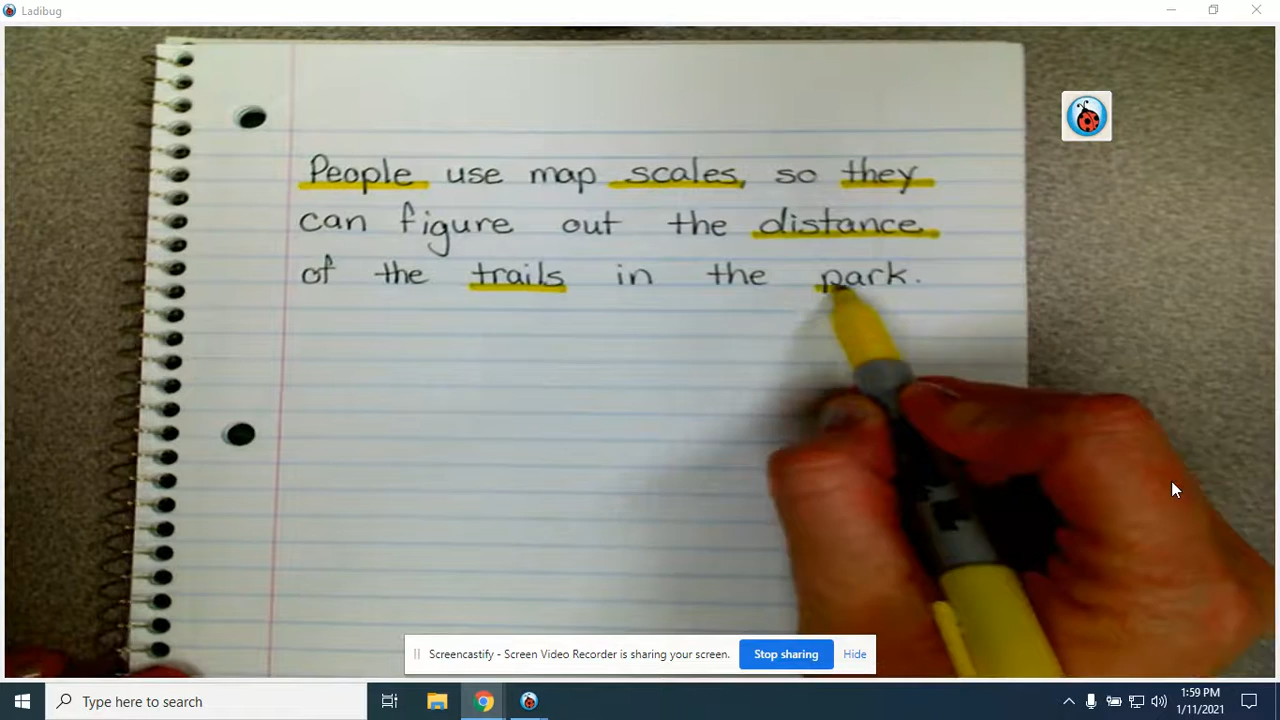 Ladibug
People use map scales, so they
can figure out the distance
of the trails in the park.
Screencastify - Screen Video Recorder is sharing your screen. Stop sharing Hide
Type here to search
1:59 PM
1/11/2021